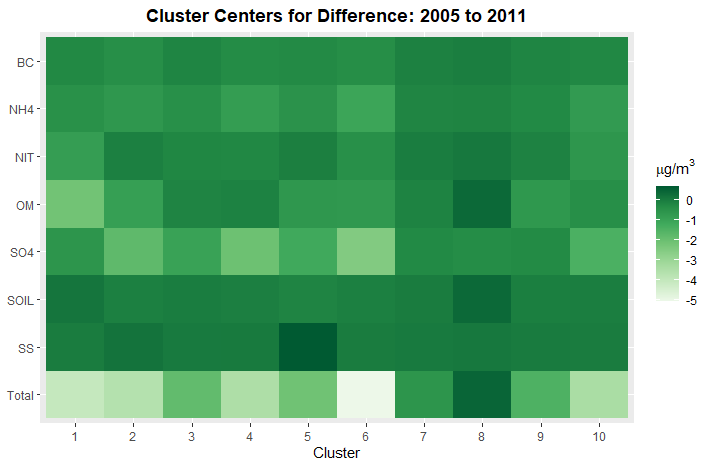 Cluster Centers for Difference: 2005 to 2011
BC
NH4
NIT
OM
SO4
SOIL
SS
Total
1 2 3 4 5 6 7 8 9 10
Cluster
μg/m³
0
-1
-2
-3
-4
-5